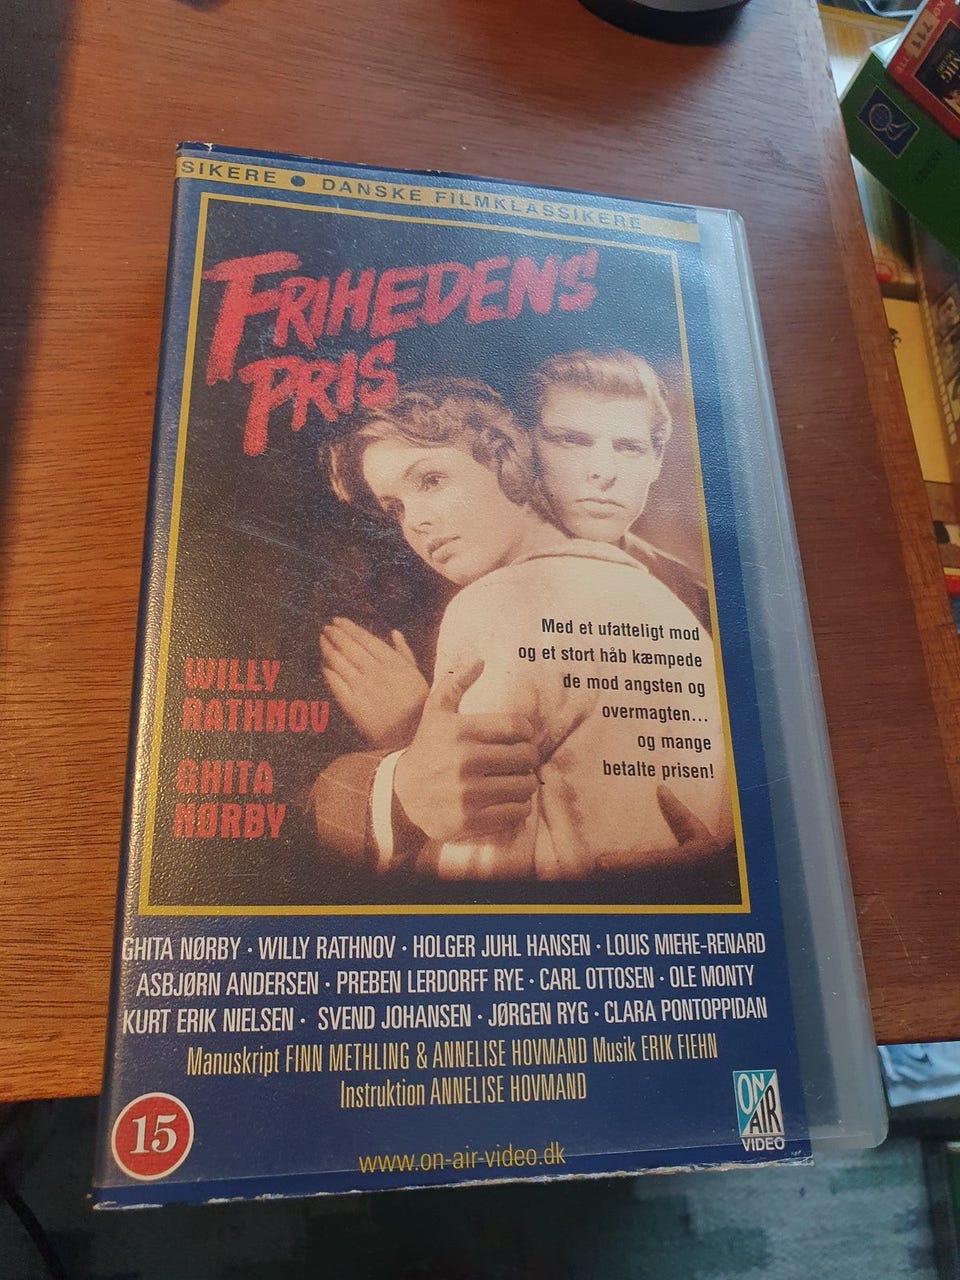 SIKERE • DANSKE FILMKLASSIKERE
FRIHEDENS
PRIS
Med et ufatteligt mod
og et stort håb kæmpede
de mod angsten og
overmagten...
og mange
betalte prisen!
WILLY
RATHNOV
GHITA
NØRBY
GHITA NØRBY · WILLY RATHNOV · HOLGER JUHL HANSEN · LOUIS MIEHE-RENARD
ASBJØRN ANDERSEN · PREBEN LERDORFF RYE · CARL OTTOSEN · OLE MONTY
KURT ERIK NIELSEN · SVEND JOHANSEN · JØRGEN RYG · CLARA PONTOPPIDAN
Manuskript FINN METHLING & ANNELISE HOVMAND Musik ERIK FIEHN
Instruktion ANNELISE HOVMAND
15
ON
AIR
VIDEO
www.on-air-video.dk
711